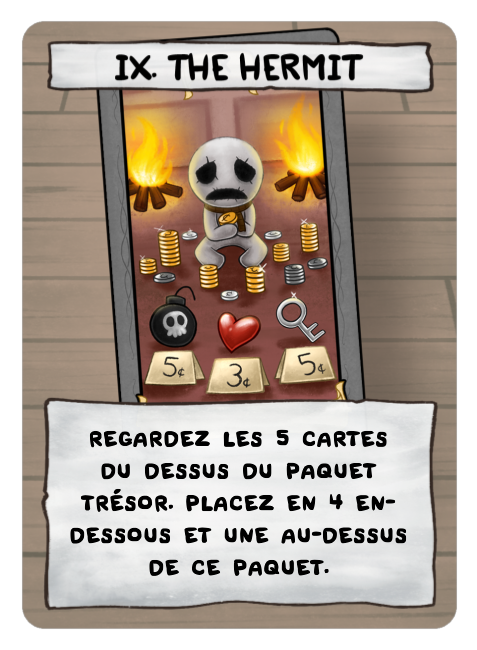 IX. THE HERMIT
5¢
3¢
5¢
REGARDEZ LES 5 CARTES
DU DESSUS DU PAQUET
TRÉSOR. PLACEZ EN 4 EN-
DESSOUS ET UNE AU-DESSUS
DE CE PAQUET.